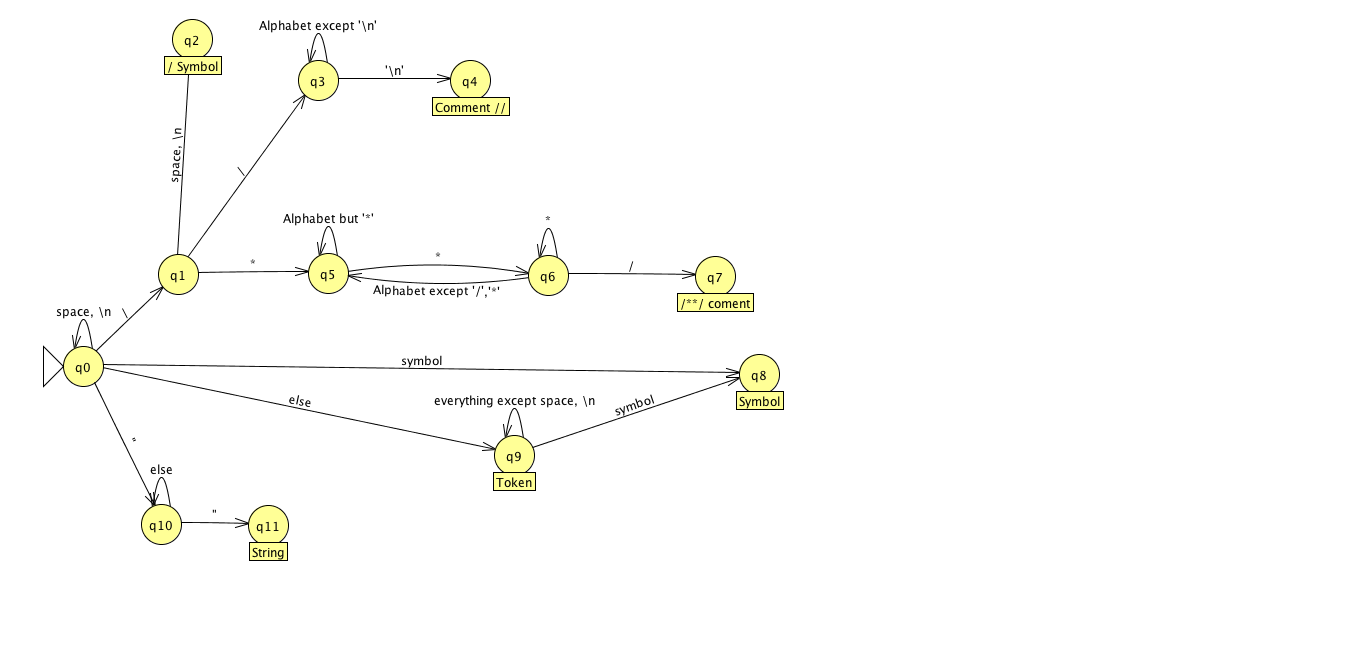 Alphabet except '\n'
q2
/ Symbol
q3
'\n'
q4
Comment //
space, \n
\
Alphabet but '*'
*
q1
*
q5
*
Alphabet except '/','*'
q6
/
q7
/**/ coment
space, \n
\
q0
symbol
q8
Symbol
else
everything except space, \n
symbol
q9
Token
"
else
q10
"
q11
String